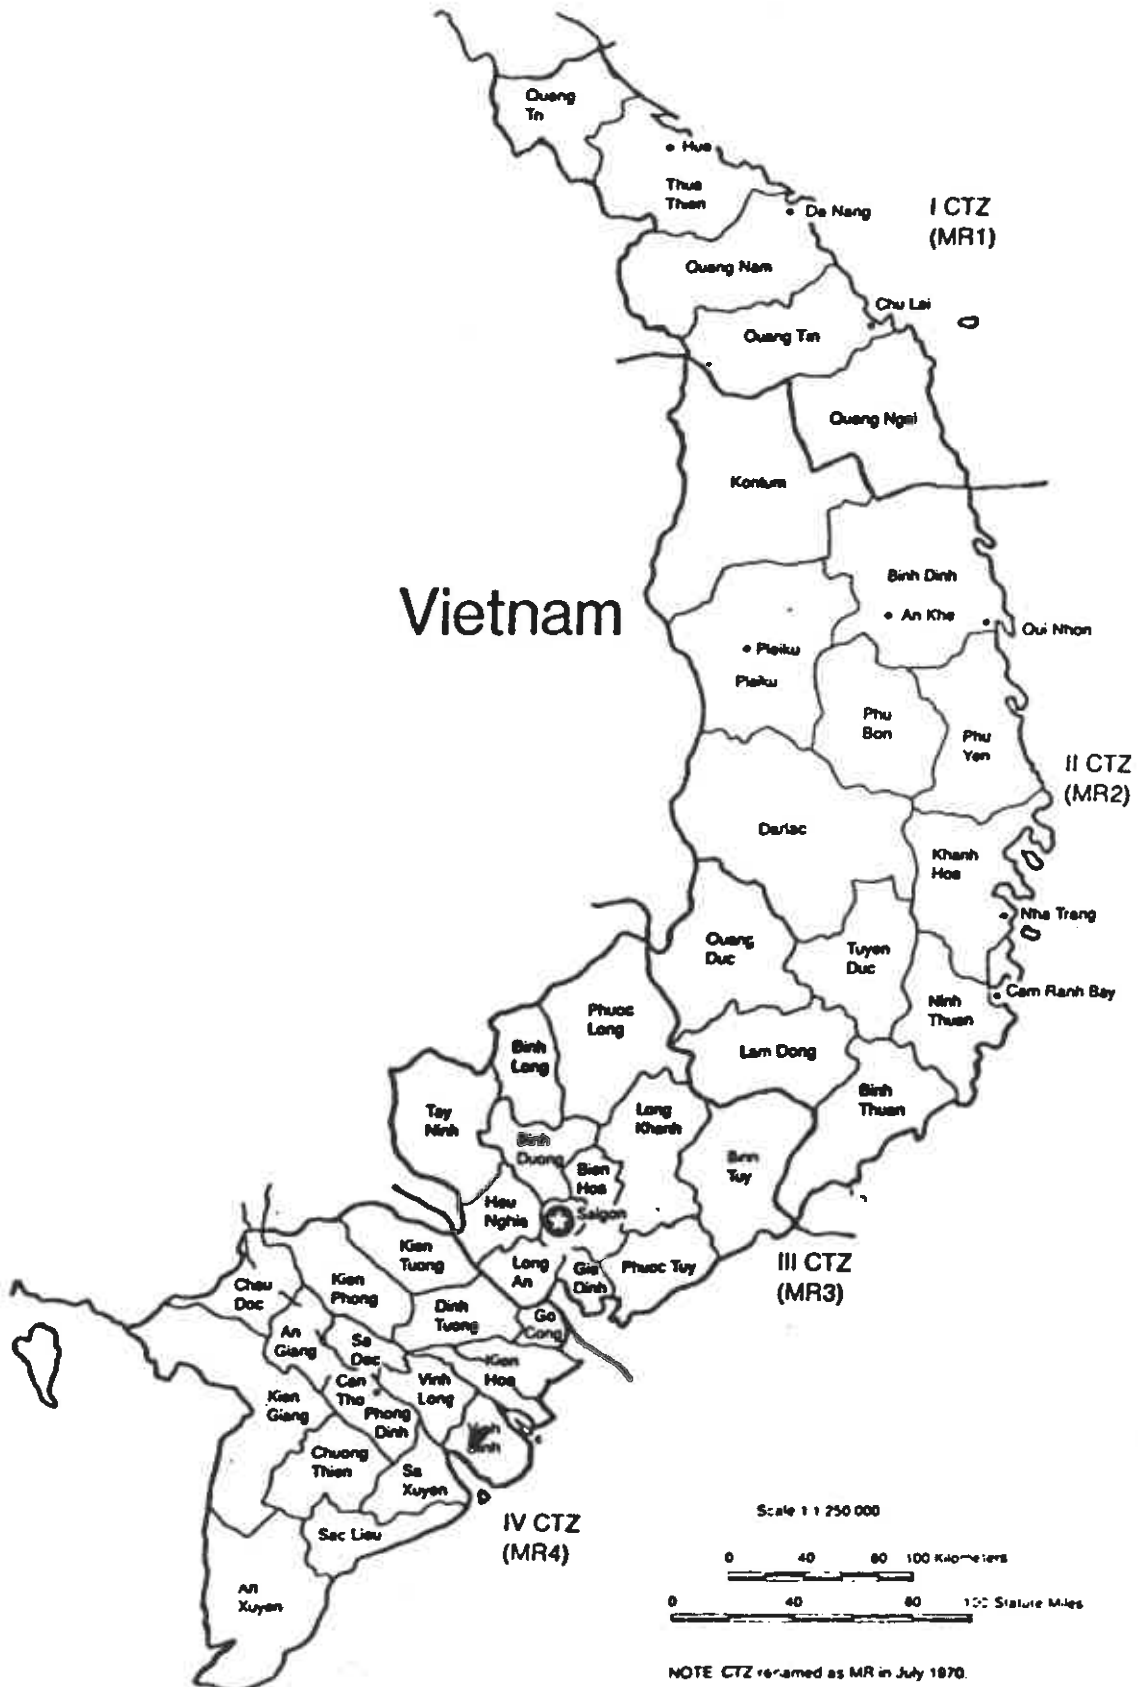 Quang
Tri
Hue
Thua
Thien
Da Nang
I CTZ
(MR1)
Quang Nam
Chu Lai
Quang Tin
Quang Ngai
Kontum
Vietnam
Binh Dinh
An Khe
Qui Nhon
Pleiku
Pleiku
Phu
Bon
Phu
Yen
II CTZ
(MR2)
Darlac
Khanh
Hoa
Nha Trang
Quang
Duc
Tuyen
Duc
Cam Ranh Bay
Ninh
Thuan
Phuoc
Long
Binh
Long
Lam Dong
Binh
Thuan
Tay
Ninh
Long
Khanh
Binh
Duong
Bien
Hoa
Binh
Tuy
Hau
Nghia
Saigon
Kien
Tuong
Long
An
Gia
Dinh
Phuoc Tuy
III CTZ
(MR3)
Chau
Doc
Kien
Phong
Dinh
Tuong
Go
Cong
An
Giang
Sa
Dec
Kien
Hoa
Can
Tho
Vinh
Long
Kien
Giang
Phong
Dinh
Vinh
Binh
Chuong
Thien
Sa
Xuyen
IV CTZ
(MR4)
Sac Lieu
An
Xuyen
Scale 1:1 250 000
0 40 80 100 Kilometers
0 40 80 100 Statute Miles
NOTE CTZ renamed as MR in July 1970.